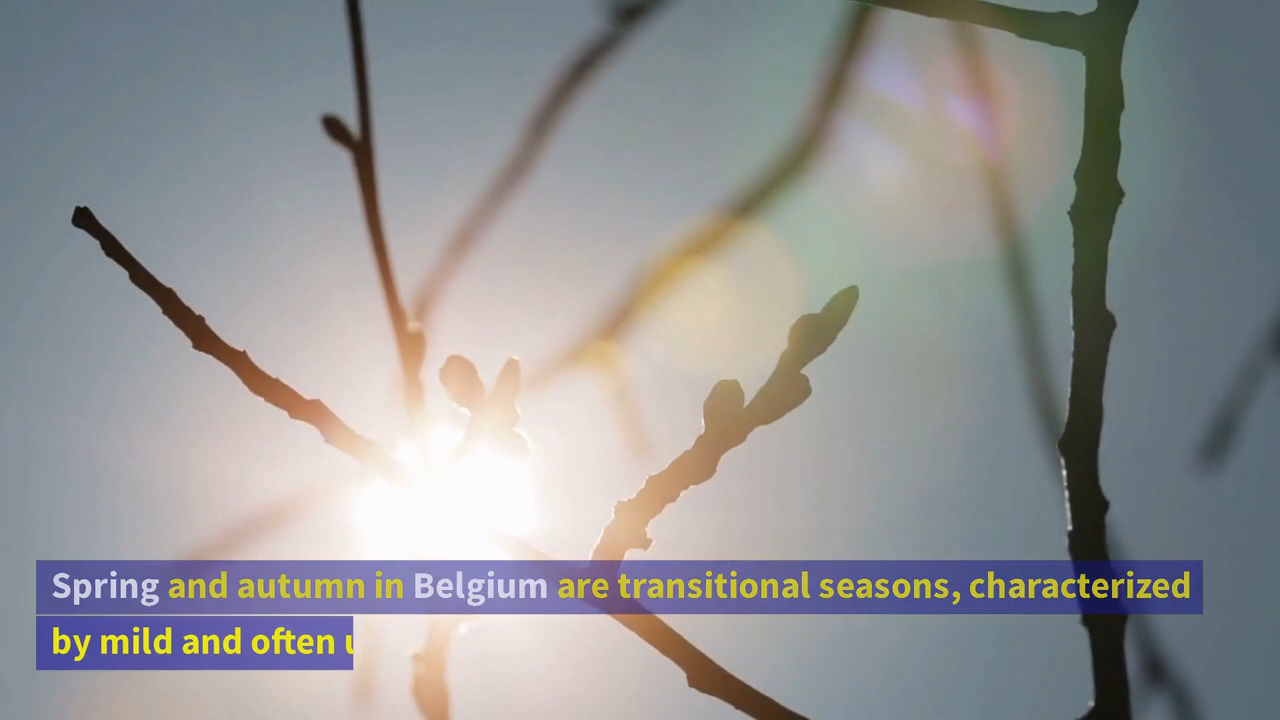 Spring and autumn in Belgium are transitional seasons, characterized
by mild and often